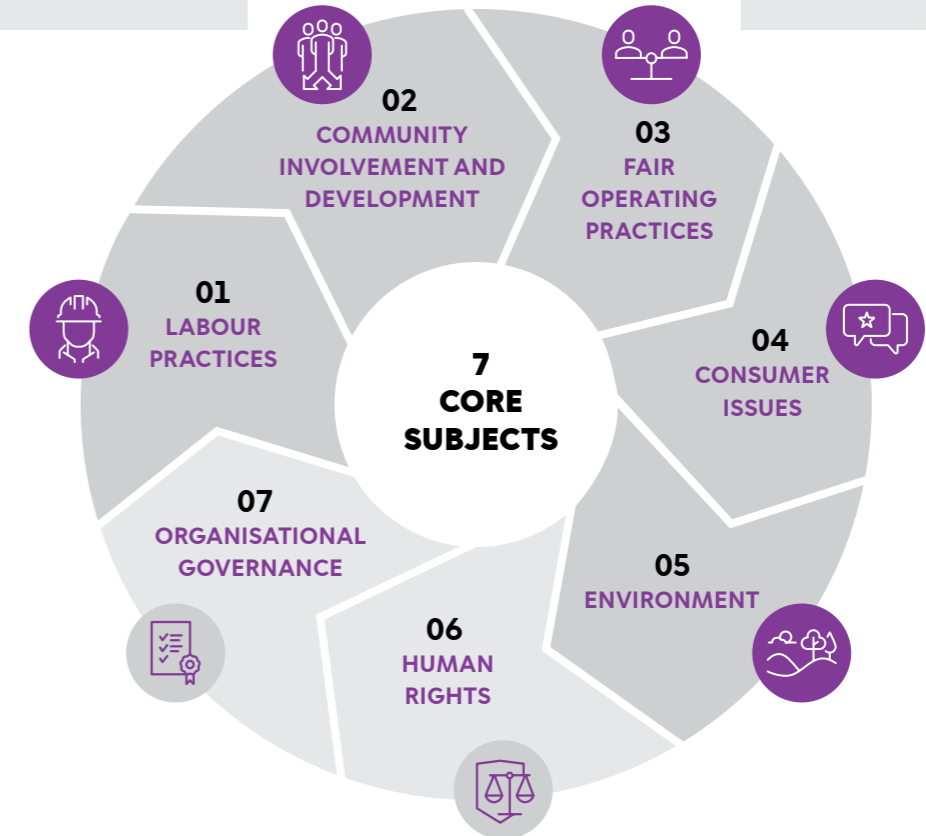 7
CORE
SUBJECTS
01
LABOUR
PRACTICES
02
COMMUNITY
INVOLVEMENT AND
DEVELOPMENT
03
FAIR
OPERATING
PRACTICES
04
CONSUMER
ISSUES
05
ENVIRONMENT
06
HUMAN
RIGHTS
07
ORGANISATIONAL
GOVERNANCE